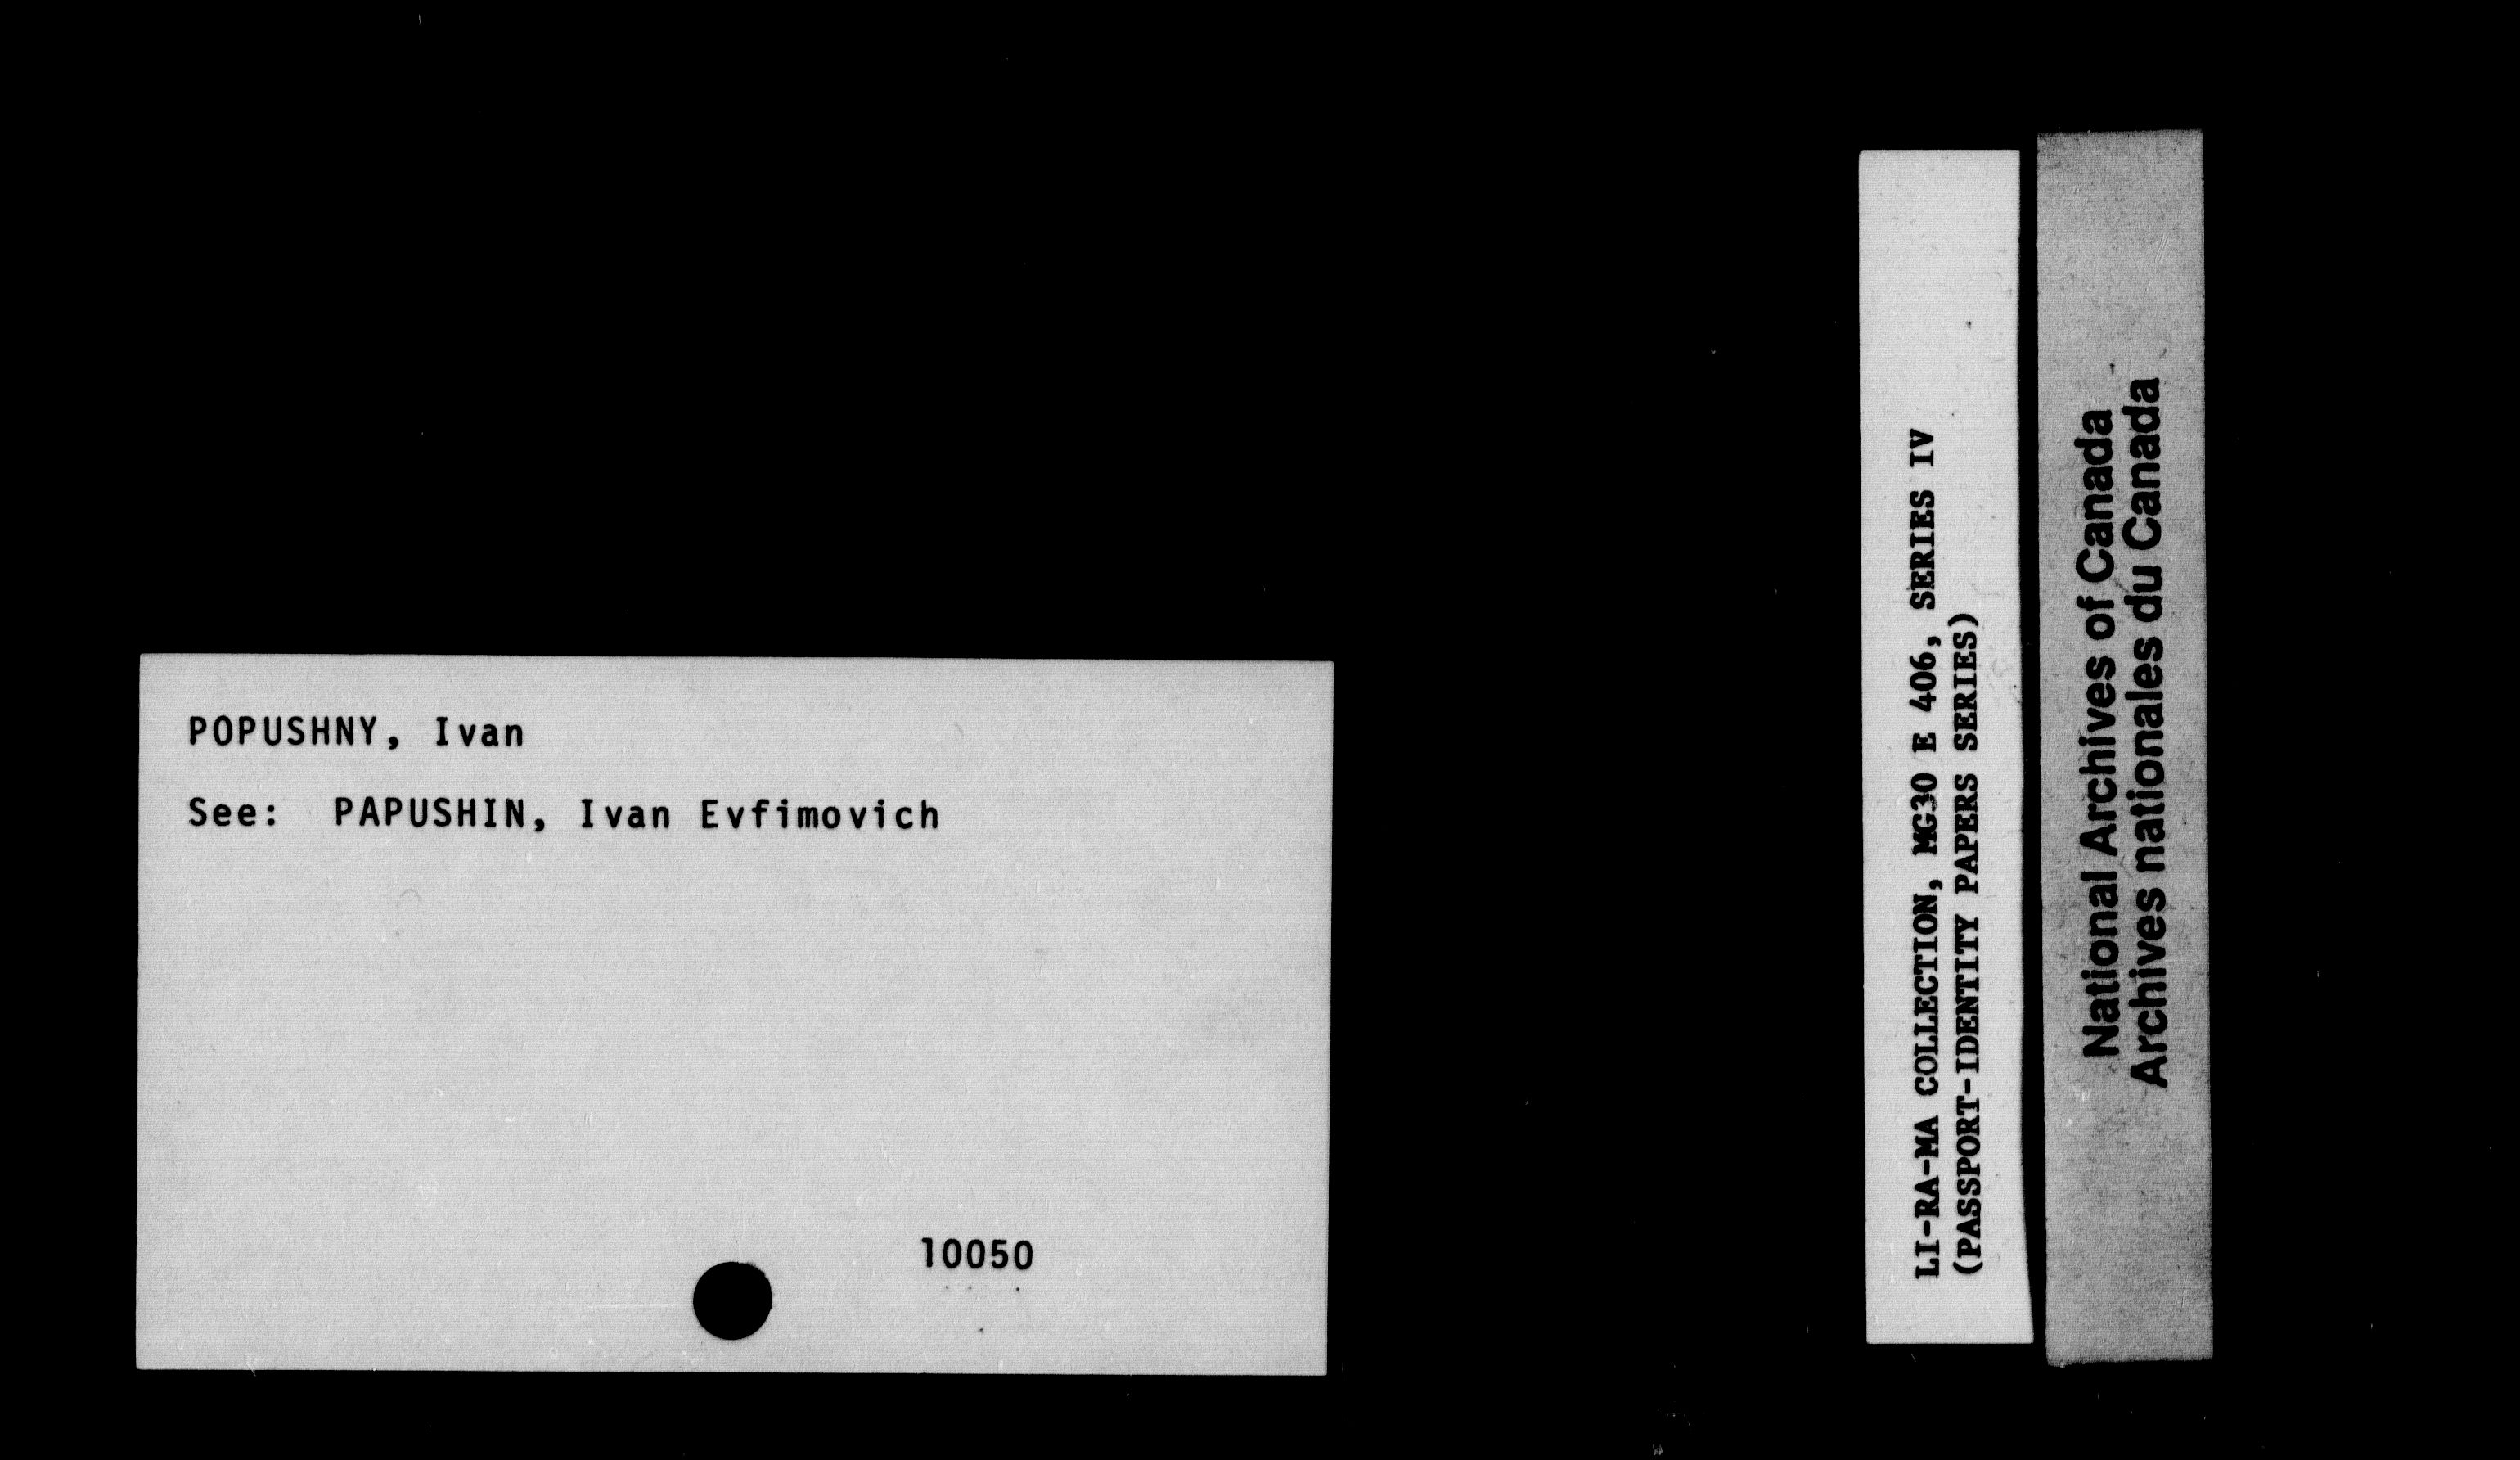 POPUSHNY, Ivan
See: PAPUSHIN, Ivan Evfimovich
10050
LI-RA-MA COLLECTION, MG30 E 406, SERIES IV
(PASSPORT-IDENTITY PAPERS SERIES)
National Archives of Canada
Archives nationales du Canada